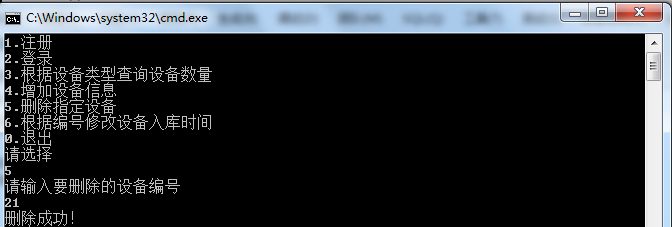 C:\Windows\system32\cmd.exe
1.注册
2.登录
3.根据设备类型查询设备数量
4.增加设备信息
5.删除指定设备
6.根据编号修改设备入库时间
0.退出
请选择
5
请输入要删除的设备编号
21
删除成功!